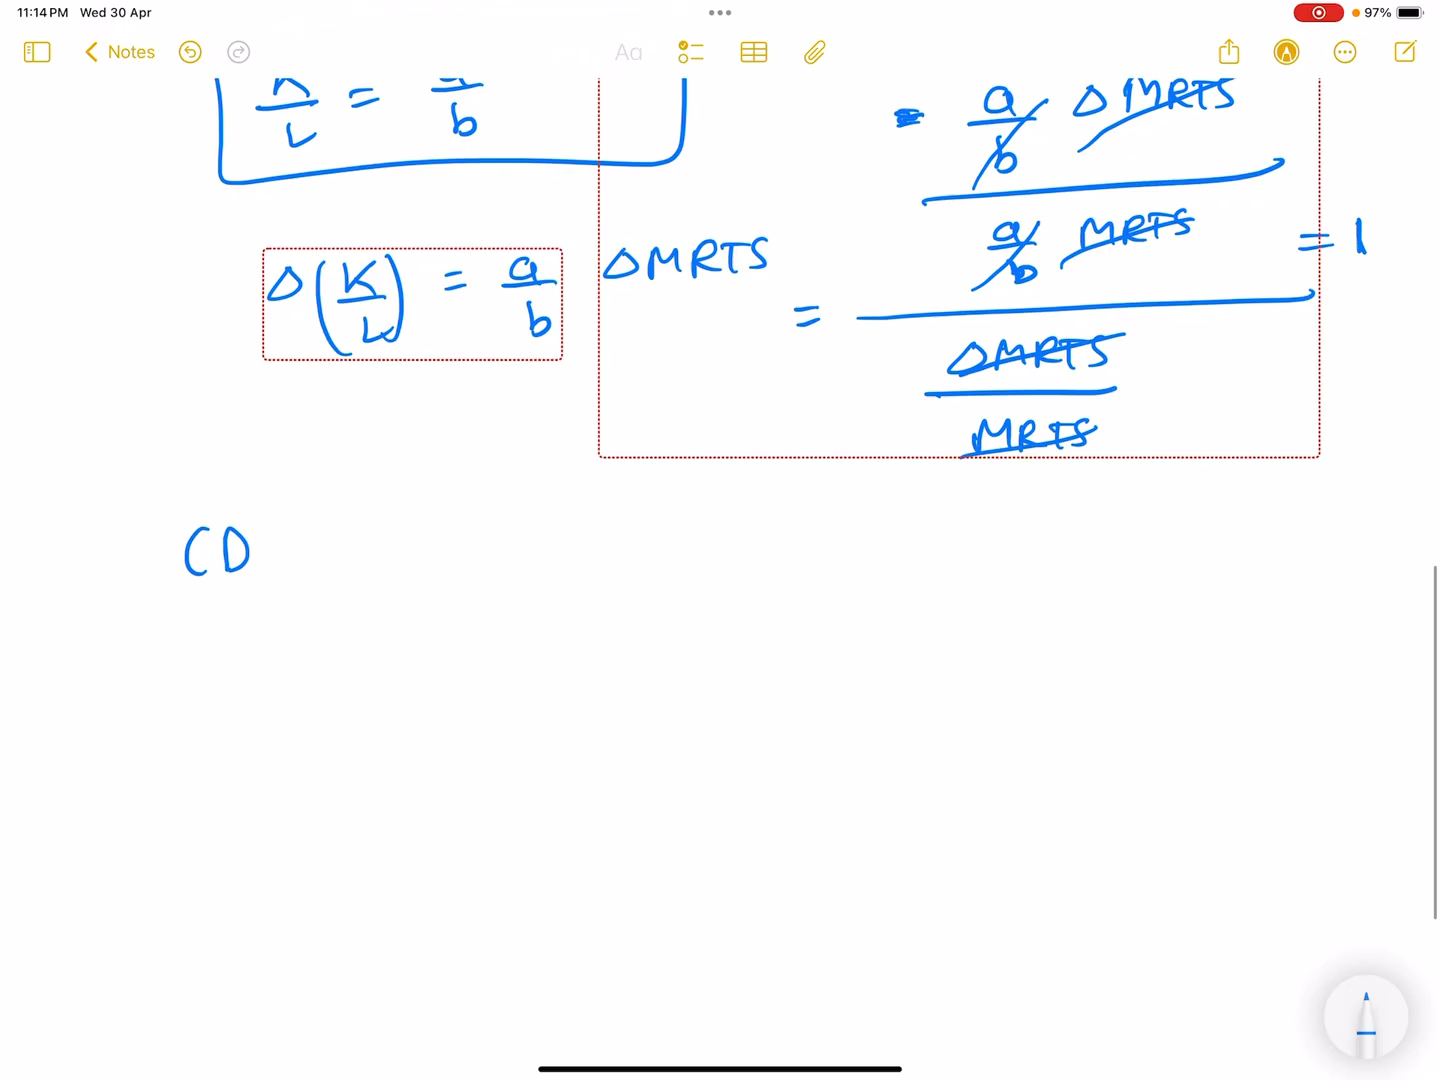 11:14 PM Wed 30 Apr
97%
Notes
Aa
K/L = a/b
= a/b ΔMRTS
a/b MRTS = 1
Δ(K/L) = a/b ΔMRTS
=
ΔMRTS
MRTS
CD